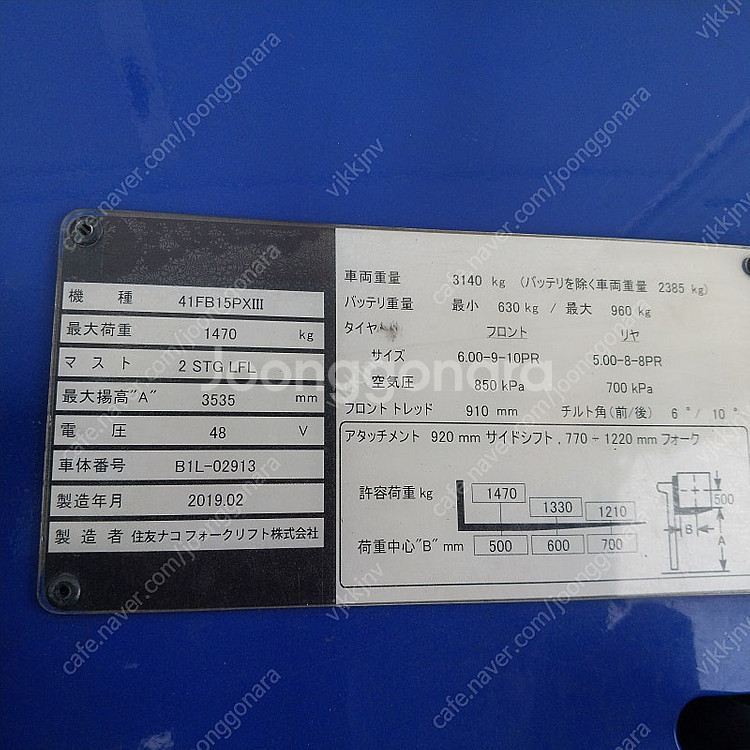 機 種 41FB15PXIII
最大荷重 1470 kg
マ ス ト 2 STG LFL
最大揚高"A" 3535 mm
電 圧 48 V
車体番号 B1L-02913
製造年月 2019.02
製 造 者 住友ナコ フォークリフト株式会社
車両重量 3140 kg (バッテリを除く車両重量 2385 kg)
バッテリ重量 最小 630 kg / 最大 960 kg
タイヤ フロント リヤ
サイズ 6.00-9-10PR 5.00-8-8PR
空気圧 850 kPa 700 kPa
フロントトレッド 910 mm チルト角(前/後) 6° / 10°
アタッチメント 920 mm サイドシフト , 770 - 1220 mm フォーク
許容荷重 kg 1470 1330 1210
荷重中心"B" mm 500 600 700
500
B
A
Joonggonara
cafe.naver.com/joonggonara
vjkkjnv